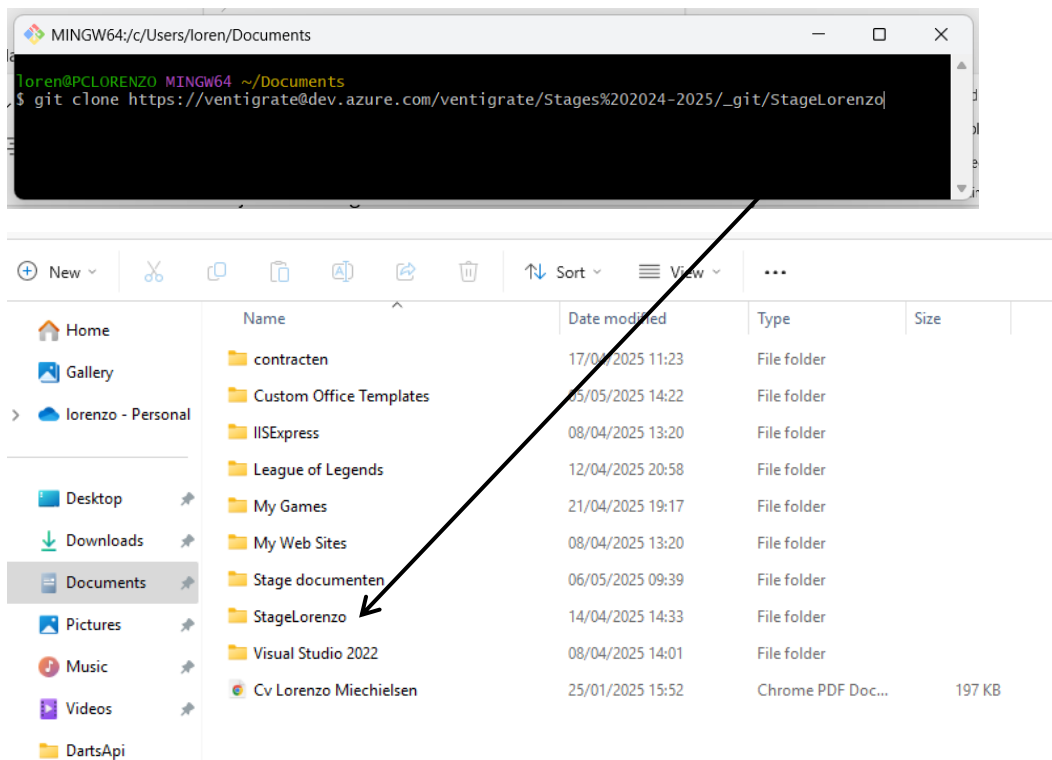 MINGW64:/c/Users/loren/Documents
loren@PCLORENZO MINGW64 ~/Documents
$ git clone https://ventigrate@dev.azure.com/ventigrate/Stages%202024-2025/_git/StageLorenzo
New
Sort
View
Name Date modified Type Size
Home
Gallery
lorenzo - Personal
Desktop
Downloads
Documents
Pictures
Music
Videos
DartsApi
contracten 17/04/2025 11:23 File folder
Custom Office Templates 05/05/2025 14:22 File folder
IISExpress 08/04/2025 13:20 File folder
League of Legends 12/04/2025 20:58 File folder
My Games 21/04/2025 19:17 File folder
My Web Sites 08/04/2025 13:20 File folder
Stage documenten 06/05/2025 09:39 File folder
StageLorenzo 14/04/2025 14:33 File folder
Visual Studio 2022 08/04/2025 14:01 File folder
Cv Lorenzo Miechielsen 25/01/2025 15:52 Chrome PDF Doc... 197 KB